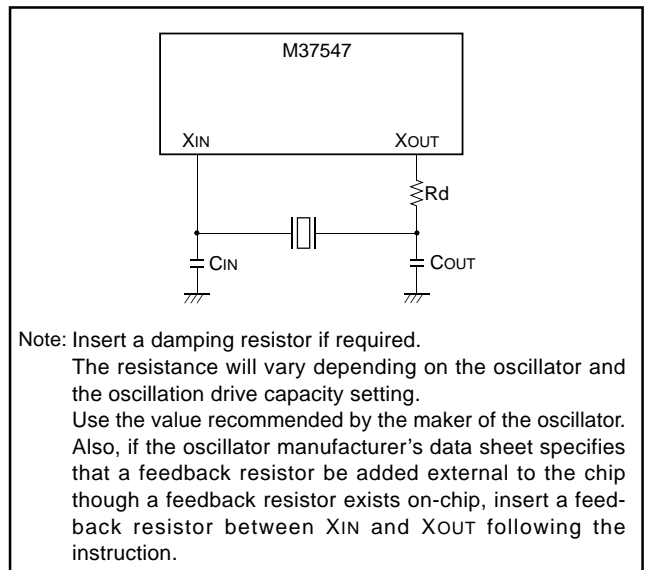 M37547
XIN XOUT
Rd
CIN COUT
Note: Insert a damping resistor if required.
The resistance will vary depending on the oscillator and
the oscillation drive capacity setting.
Use the value recommended by the maker of the oscillator.
Also, if the oscillator manufacturer's data sheet specifies
that a feedback resistor be added external to the chip
though a feedback resistor exists on-chip, insert a feed-
back resistor between XIN and XOUT following the
instruction.